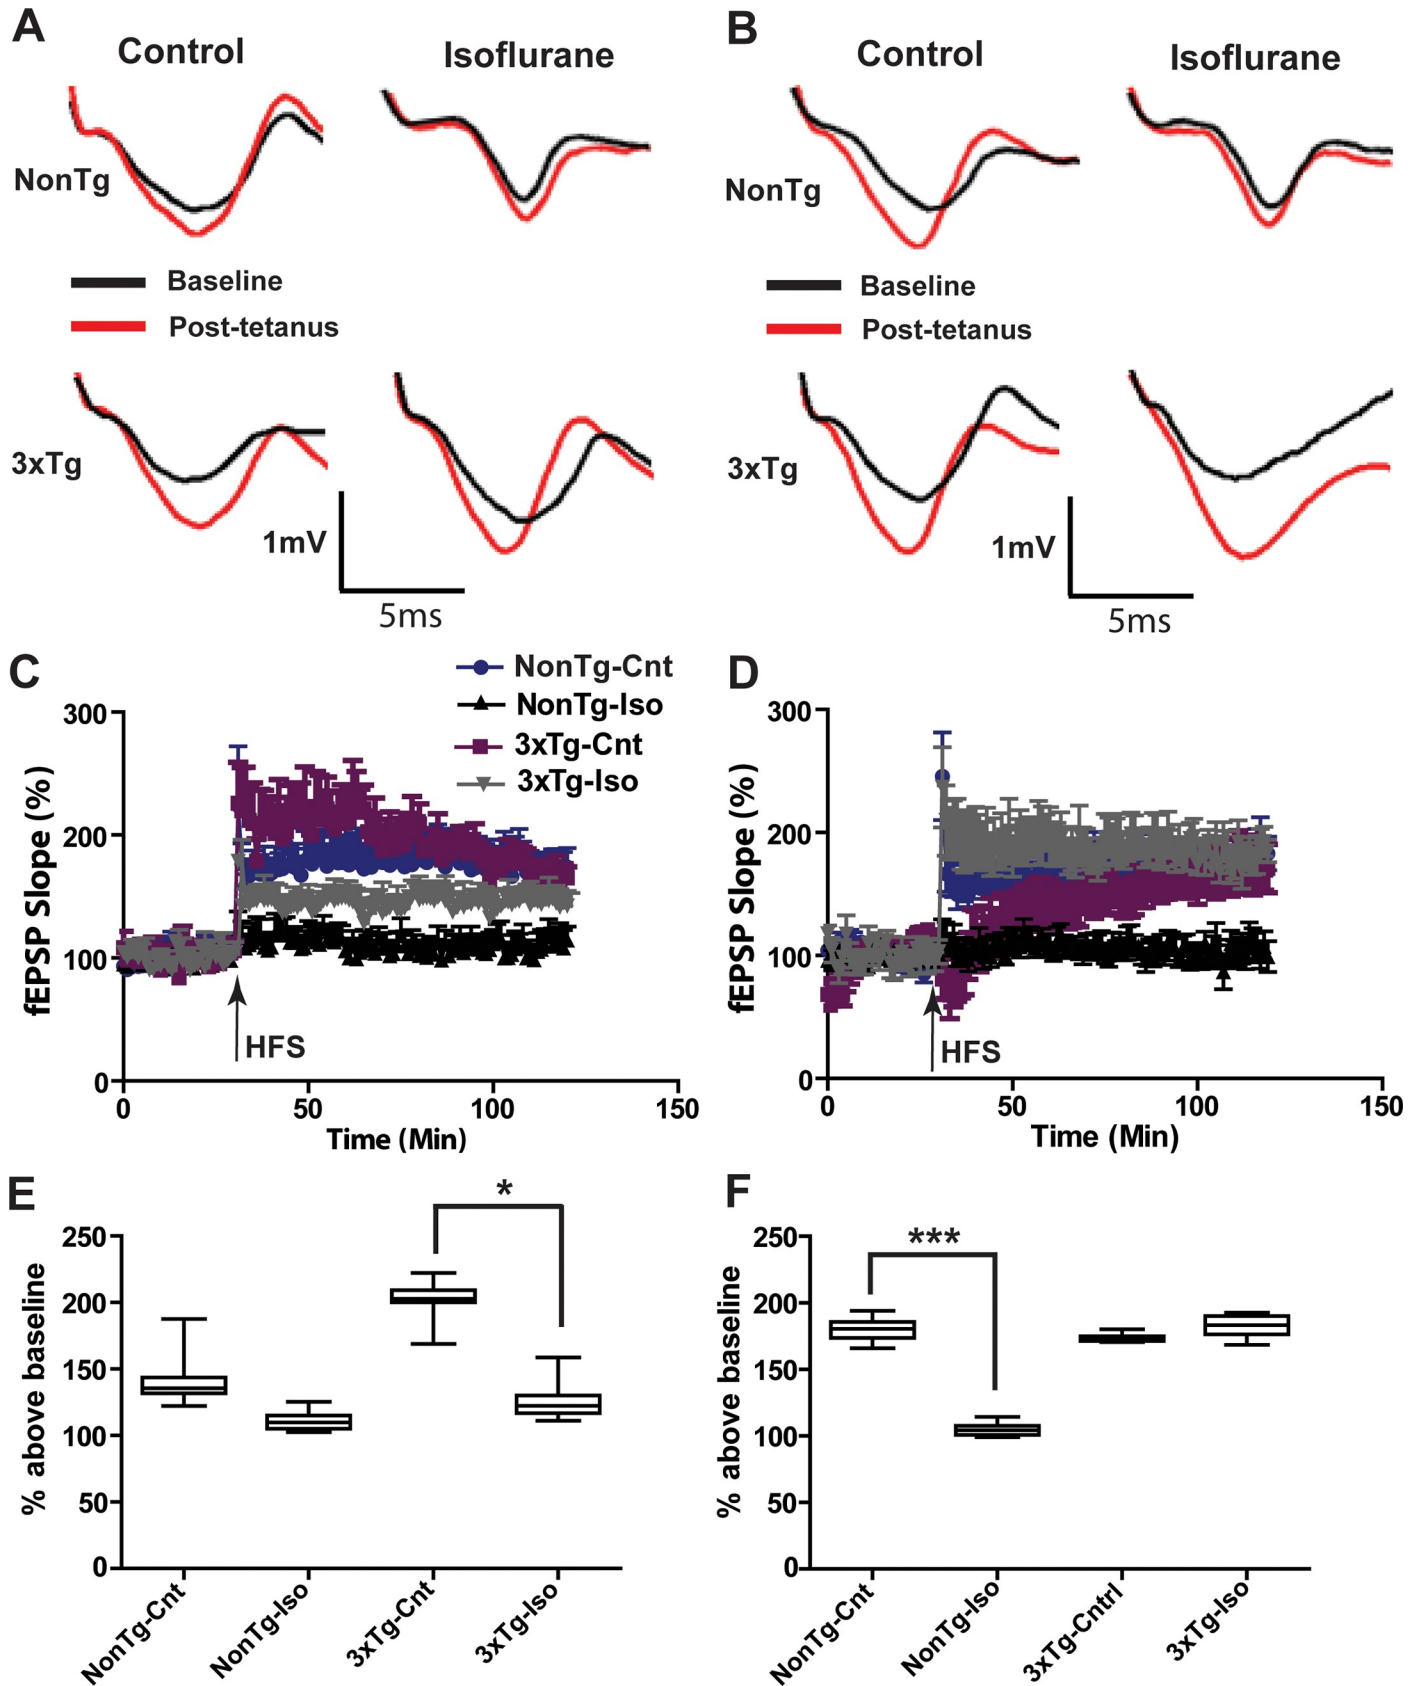 A
Control
Isoflurane
NonTg
Baseline
Post-tetanus
3xTg
1mV
5ms
B
Control
Isoflurane
NonTg
Baseline
Post-tetanus
3xTg
1mV
5ms
C
NonTg-Cnt
NonTg-Iso
3xTg-Cnt
3xTg-Iso
fEPSP Slope (%)
300
200
100
0
HFS
0 50 100 150
Time (Min)
D
fEPSP Slope (%)
300
200
100
0
HFS
0 50 100 150
Time (Min)
E
% above baseline
250
200
150
100
50
0
*
NonTg-Cnt
NonTg-Iso
3xTg-Cnt
3xTg-Iso
F
% above baseline
250
200
150
100
50
0
***
NonTg-Cnt
NonTg-Iso
3xTg-Cntrl
3xTg-Iso